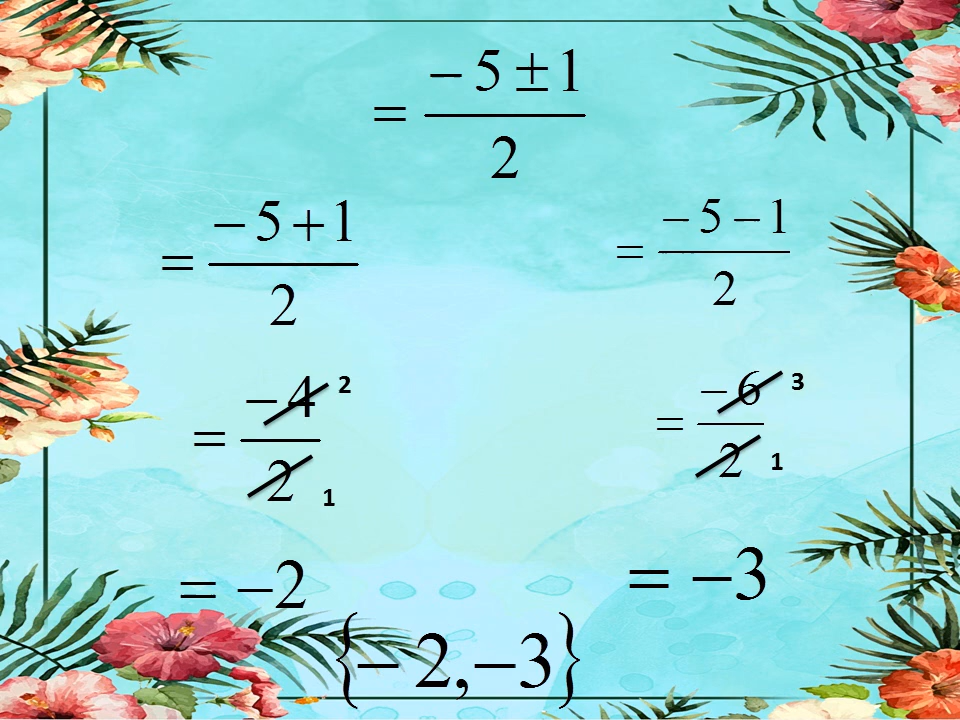 = (−5 ± 1)/2
= (−5 + 1)/2
= −4/2 2 1
= −2
= (−5 − 1)/2
= −6/2 3 1
= −3
{−2, −3}